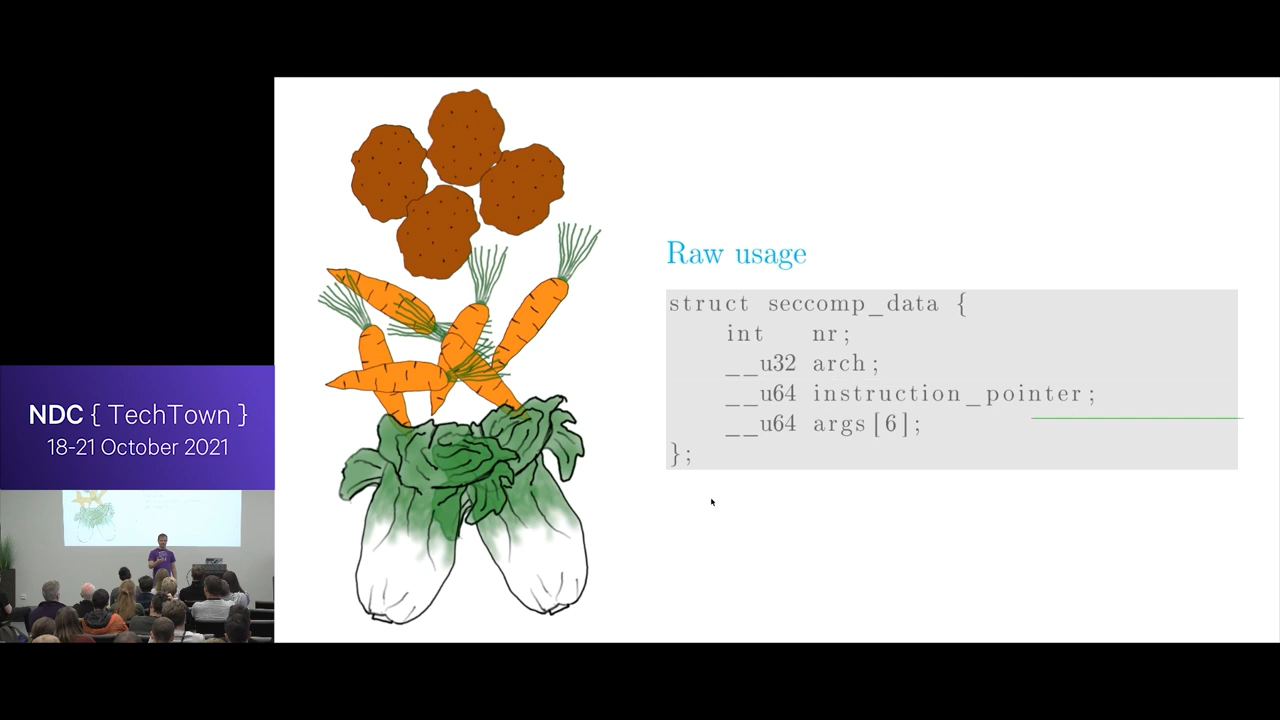 Raw usage
struct seccomp_data {
    int nr;
    __u32 arch;
    __u64 instruction_pointer;
    __u64 args[6];
};
NDC { TechTown }
18-21 October 2021